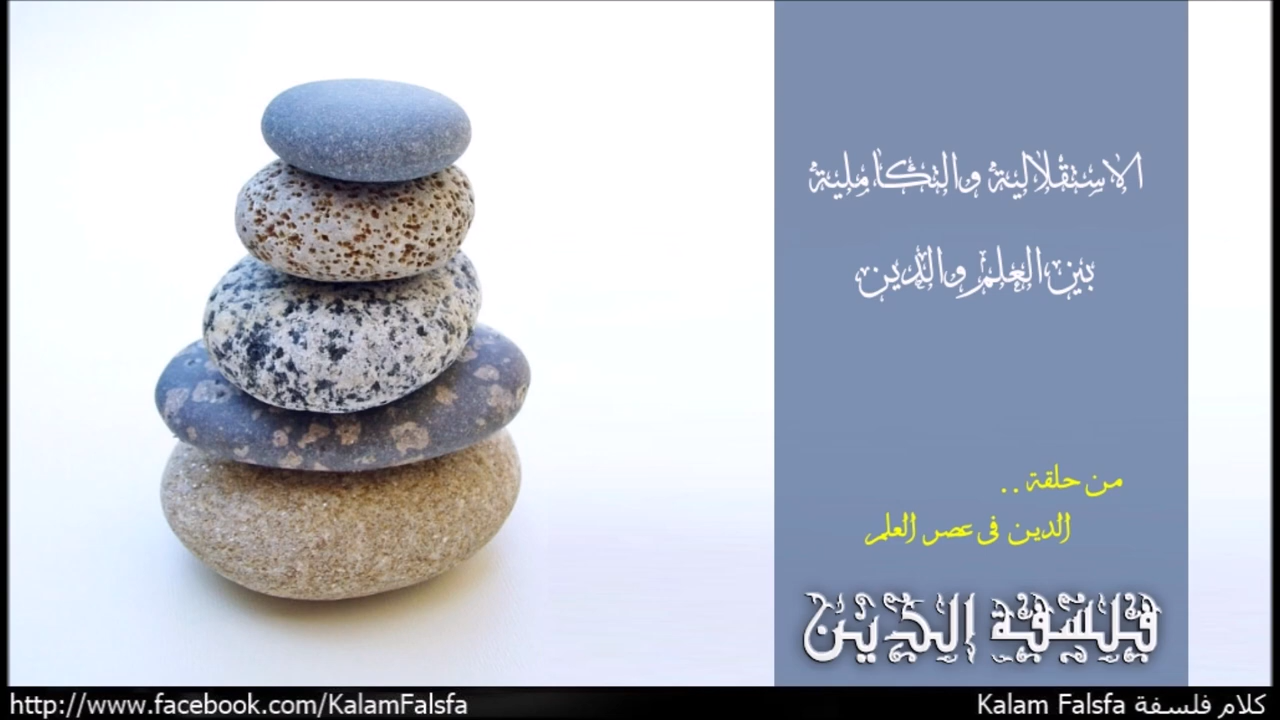 الاستقلالية والتكاملية
بين العلم والدين
من حلقة ..
الدين فى عصر العلم
فلسفة الدين
http://www.facebook.com/KalamFalsfa
Kalam Falsfa كلام فلسفة